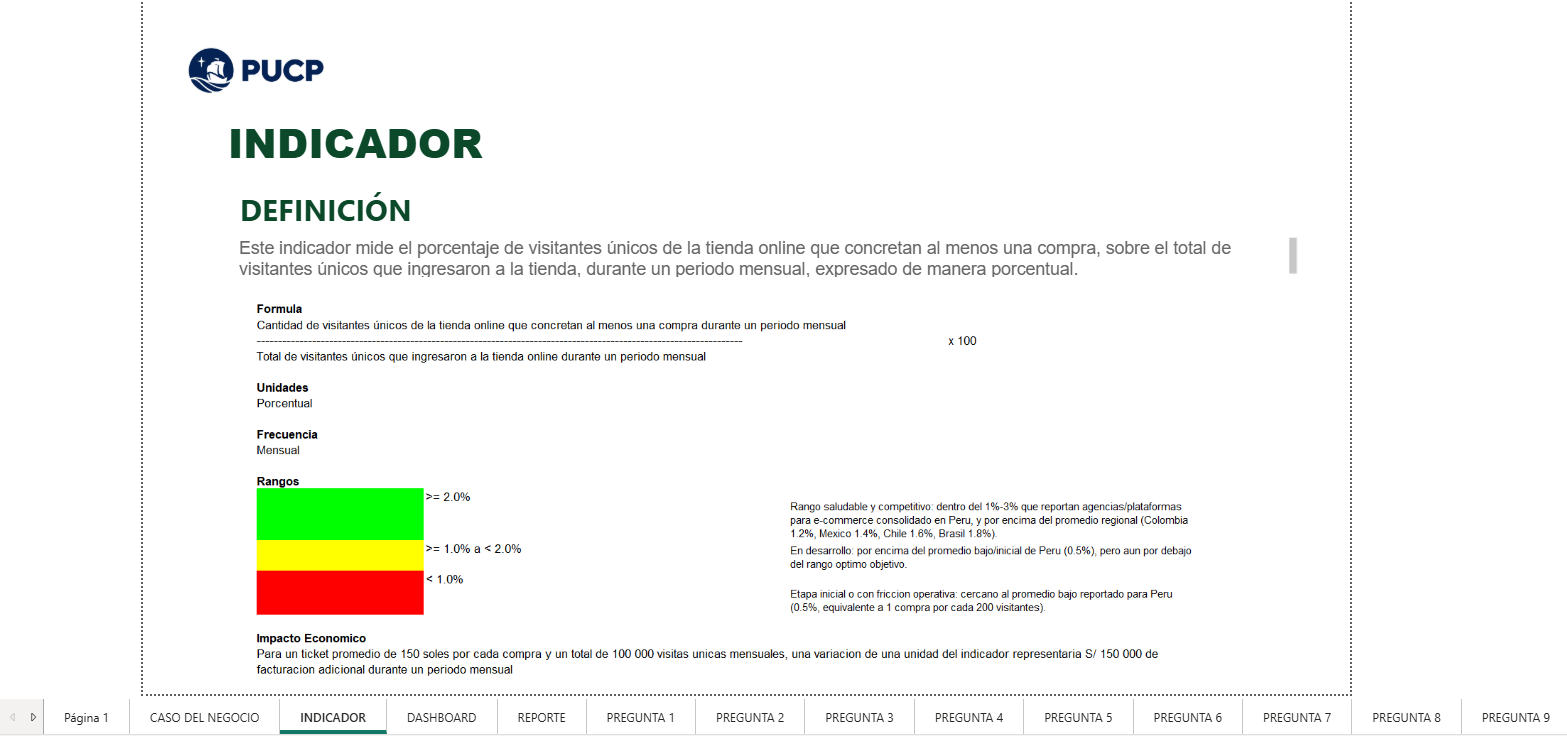 PUCP
INDICADOR
DEFINICIÓN
Este indicador mide el porcentaje de visitantes únicos de la tienda online que concretan al menos una compra, sobre el total de
visitantes únicos que ingresaron a la tienda, durante un periodo mensual, expresado de manera porcentual.
Formula
Cantidad de visitantes únicos de la tienda online que concretan al menos una compra durante un periodo mensual
x 100
Total de visitantes únicos que ingresaron a la tienda online durante un periodo mensual
Unidades
Porcentual
Frecuencia
Mensual
Rangos
>= 2.0%
Rango saludable y competitivo: dentro del 1%-3% que reportan agencias/plataformas
para e-commerce consolidado en Peru, y por encima del promedio regional (Colombia
1.2%, Mexico 1.4%, Chile 1.6%, Brasil 1.8%).
>= 1.0% a < 2.0%
En desarrollo: por encima del promedio bajo/inicial de Peru (0.5%), pero aun por debajo
del rango optimo objetivo.
< 1.0%
Etapa inicial o con friccion operativa: cercano al promedio bajo reportado para Peru
(0.5%, equivalente a 1 compra por cada 200 visitantes).
Impacto Economico
Para un ticket promedio de 150 soles por cada compra y un total de 100 000 visitas unicas mensuales, una variacion de una unidad del indicador representaria S/ 150 000 de
facturacion adicional durante un periodo mensual
Página 1
CASO DEL NEGOCIO
INDICADOR
DASHBOARD
REPORTE
PREGUNTA 1
PREGUNTA 2
PREGUNTA 3
PREGUNTA 4
PREGUNTA 5
PREGUNTA 6
PREGUNTA 7
PREGUNTA 8
PREGUNTA 9